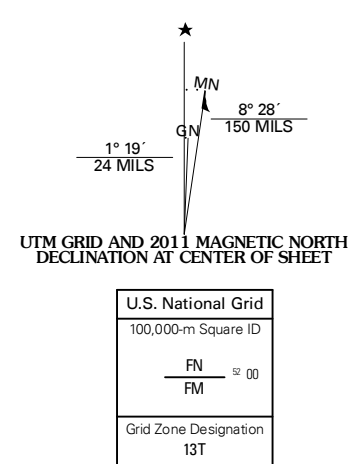 MN
8° 28´
150 MILS
GN
1° 19´
24 MILS
UTM GRID AND 2011 MAGNETIC NORTH
DECLINATION AT CENTER OF SHEET
U.S. National Grid
100,000-m Square ID
FN
52 00
FM
Grid Zone Designation
13T